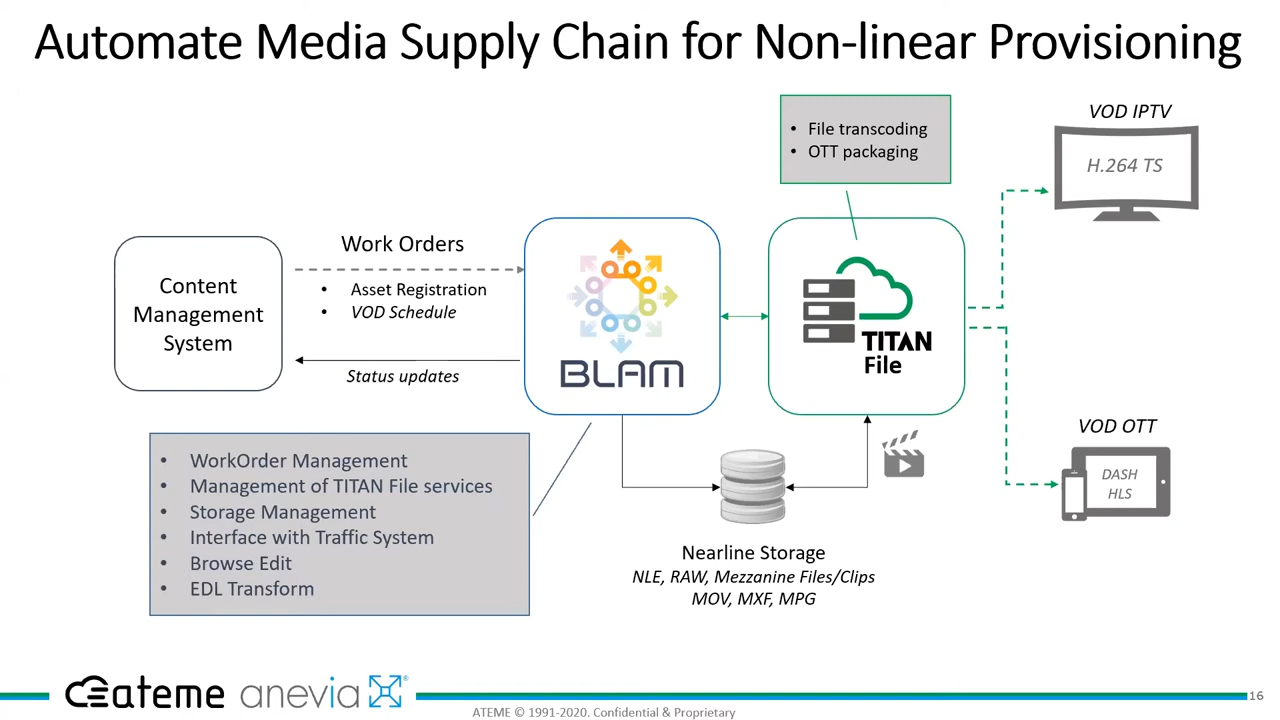 Automate Media Supply Chain for Non-linear Provisioning
• File transcoding
• OTT packaging
VOD IPTV
H.264 TS
Content
Management
System
Work Orders
• Asset Registration
• VOD Schedule
Status updates
BLAM
TITAN
File
VOD OTT
DASH
HLS
• WorkOrder Management
• Management of TITAN File services
• Storage Management
• Interface with Traffic System
• Browse Edit
• EDL Transform
Nearline Storage
NLE, RAW, Mezzanine Files/Clips
MOV, MXF, MPG
ateme anevia ®
16
ATEME © 1991-2020. Confidential & Proprietary